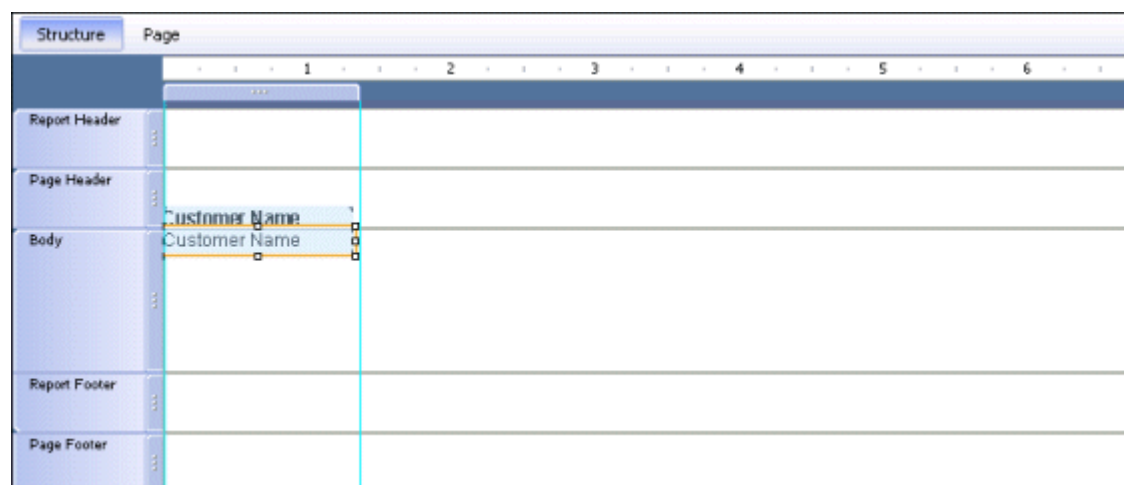 Structure Page
1 2 3 4 5 6
Report Header
Page Header
Customer Name
Body
Customer Name
Report Footer
Page Footer